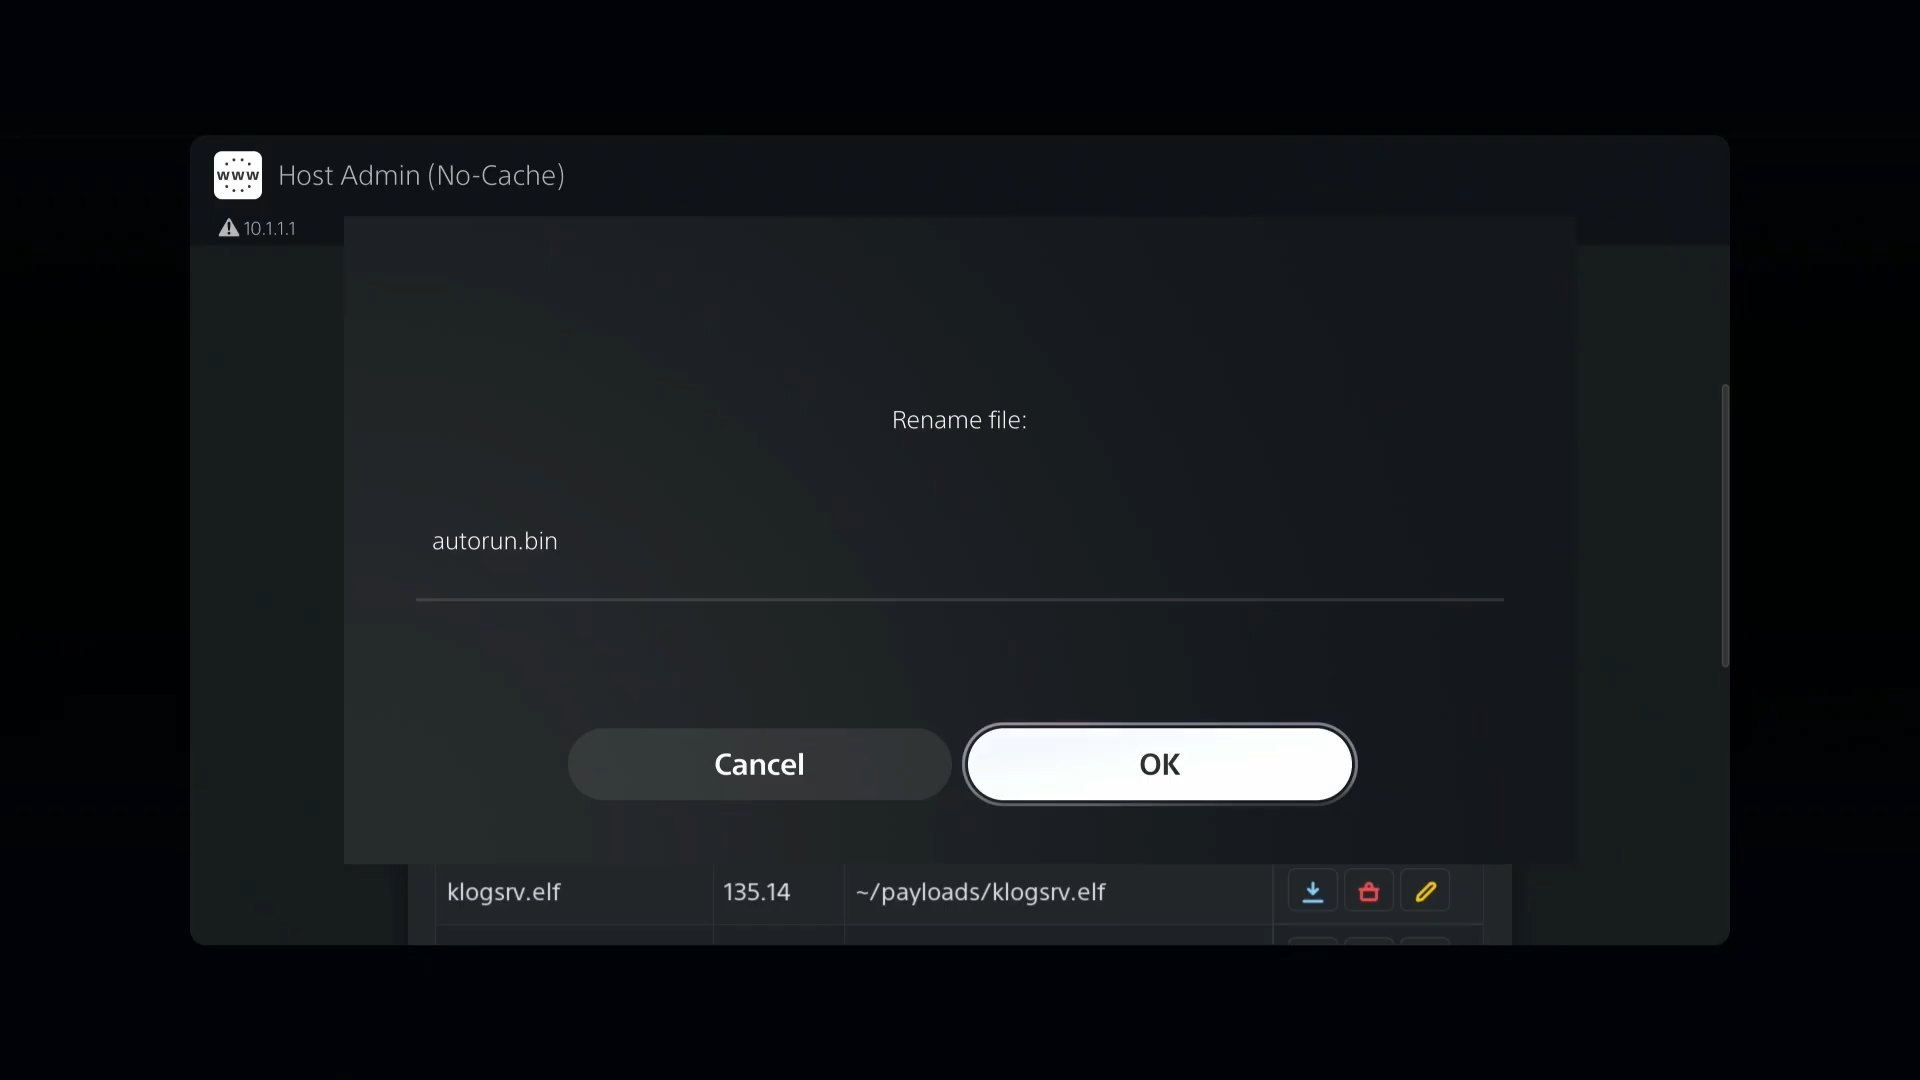 www
Host Admin (No-Cache)
10.1.1.1
Rename file:
autorun.bin
Cancel
OK
klogsrv.elf 135.14 ~/payloads/klogsrv.elf